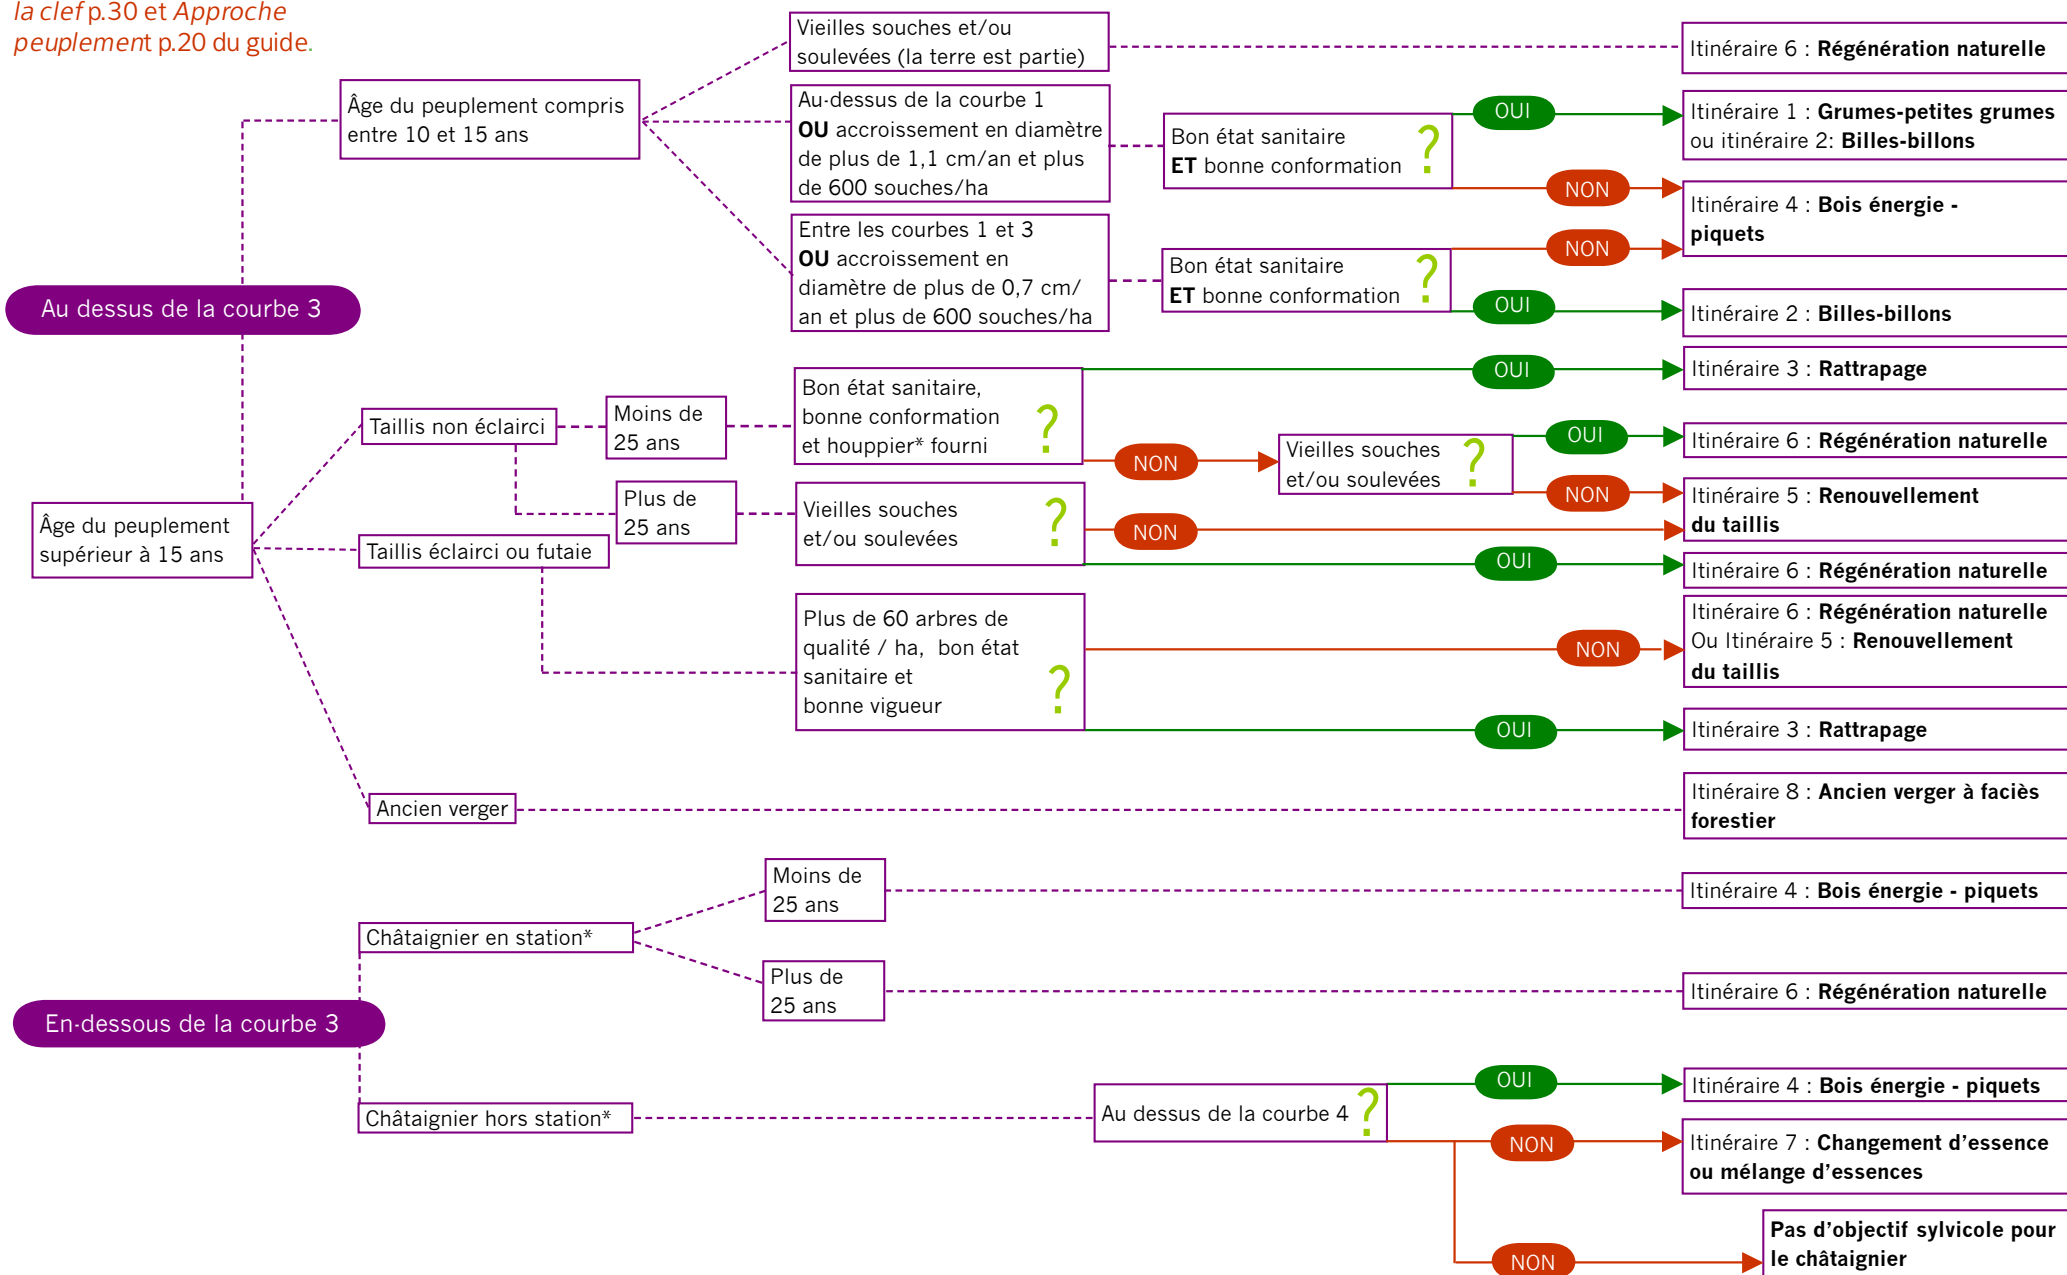 la clef p.30 et Approche
peuplement p.20 du guide.
Vieilles souches et/ou
soulevées (la terre est partie)
Itinéraire 6 : Régénération naturelle
Âge du peuplement compris
entre 10 et 15 ans
Au-dessus de la courbe 1
OU accroissement en diamètre
de plus de 1,1 cm/an et plus
de 600 souches/ha
Bon état sanitaire
ET bonne conformation
?
OUI
Itinéraire 1 : Grumes-petites grumes
ou itinéraire 2: Billes-billons
NON
Itinéraire 4 : Bois énergie -
piquets
Entre les courbes 1 et 3
OU accroissement en
diamètre de plus de 0,7 cm/
an et plus de 600 souches/ha
Bon état sanitaire
ET bonne conformation
?
NON
OUI
Itinéraire 2 : Billes-billons
Au dessus de la courbe 3
Âge du peuplement
supérieur à 15 ans
Taillis non éclairci
Moins de
25 ans
Bon état sanitaire,
bonne conformation
et houppier* fourni
?
OUI
Itinéraire 3 : Rattrapage
NON
Vieilles souches
et/ou soulevées
?
OUI
Itinéraire 6 : Régénération naturelle
NON
Itinéraire 5 : Renouvellement
du taillis
Plus de
25 ans
Vieilles souches
et/ou soulevées
?
NON
OUI
Itinéraire 6 : Régénération naturelle
Taillis éclairci ou futaie
Plus de 60 arbres de
qualité / ha, bon état
sanitaire et
bonne vigueur
?
NON
Itinéraire 6 : Régénération naturelle
Ou Itinéraire 5 : Renouvellement
du taillis
OUI
Itinéraire 3 : Rattrapage
Ancien verger
Itinéraire 8 : Ancien verger à faciès
forestier
En-dessous de la courbe 3
Châtaignier en station*
Moins de
25 ans
Itinéraire 4 : Bois énergie - piquets
Plus de
25 ans
Itinéraire 6 : Régénération naturelle
Châtaignier hors station*
Au dessus de la courbe 4
?
OUI
Itinéraire 4 : Bois énergie - piquets
NON
Itinéraire 7 : Changement d'essence
ou mélange d'essences
NON
Pas d'objectif sylvicole pour
le châtaignier